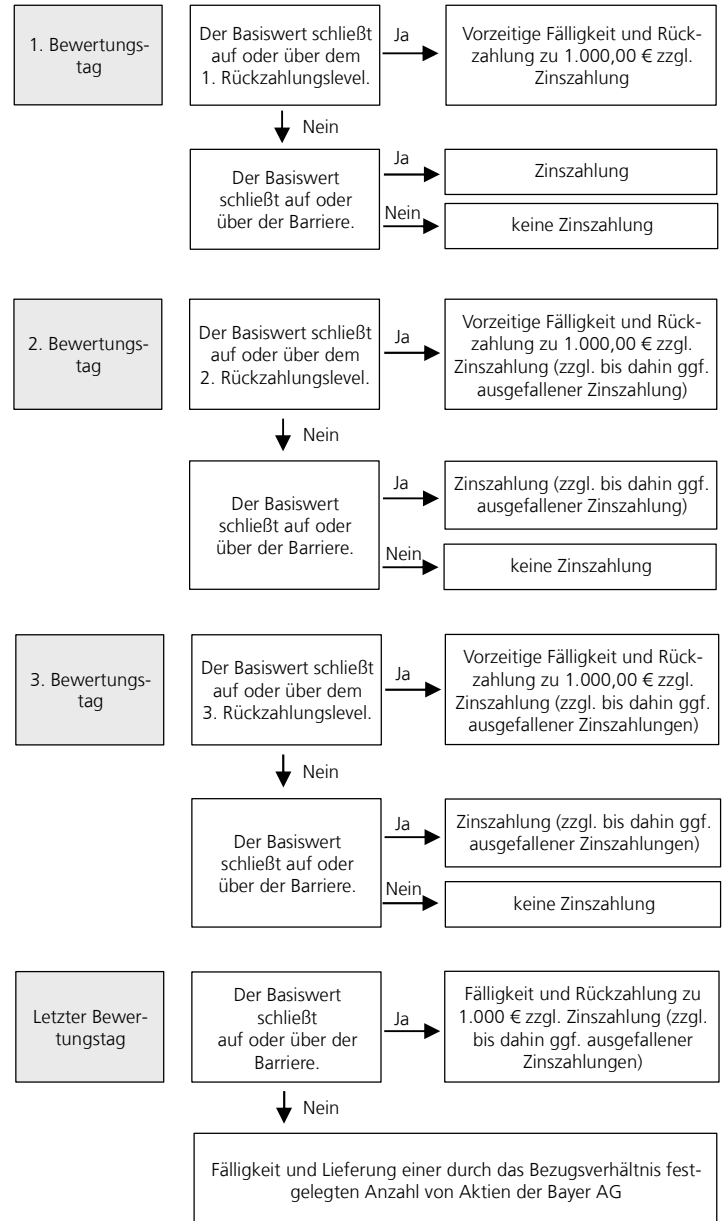 1. Bewertungs-
tag
Der Basiswert schließt
auf oder über dem
1. Rückzahlungslevel.
Ja
Vorzeitige Fälligkeit und Rück-
zahlung zu 1.000,00 € zzgl.
Zinszahlung
Nein
Der Basiswert
schließt auf oder
über der Barriere.
Ja
Zinszahlung
Nein
keine Zinszahlung
2. Bewertungs-
tag
Der Basiswert schließt
auf oder über dem
2. Rückzahlungslevel.
Ja
Vorzeitige Fälligkeit und Rück-
zahlung zu 1.000,00 € zzgl.
Zinszahlung (zzgl. bis dahin ggf.
ausgefallener Zinszahlung)
Nein
Der Basiswert
schließt auf oder
über der Barriere.
Ja
Zinszahlung (zzgl. bis dahin ggf.
ausgefallener Zinszahlung)
Nein
keine Zinszahlung
3. Bewertungs-
tag
Der Basiswert schließt
auf oder über dem
3. Rückzahlungslevel.
Ja
Vorzeitige Fälligkeit und Rück-
zahlung zu 1.000,00 € zzgl.
Zinszahlung (zzgl. bis dahin ggf.
ausgefallener Zinszahlungen)
Nein
Der Basiswert
schließt auf oder
über der Barriere.
Ja
Zinszahlung (zzgl. bis dahin ggf.
ausgefallener Zinszahlungen)
Nein
keine Zinszahlung
Letzter Bewer-
tungstag
Der Basiswert
schließt
auf oder über der
Barriere.
Ja
Fälligkeit und Rückzahlung zu
1.000 € zzgl. Zinszahlung (zzgl.
bis dahin ggf. ausgefallener
Zinszahlungen)
Nein
Fälligkeit und Lieferung einer durch das Bezugsverhältnis fest-
gelegten Anzahl von Aktien der Bayer AG